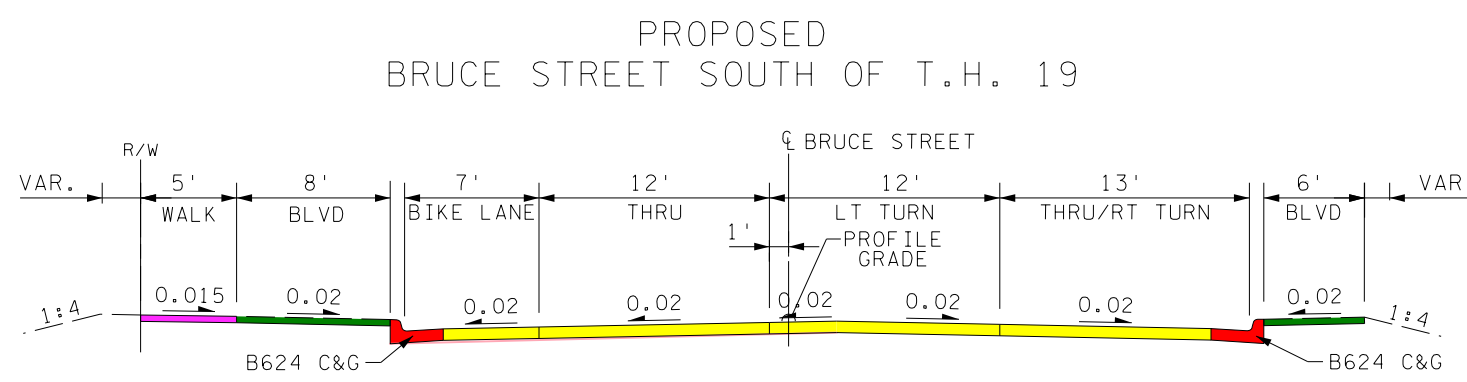 PROPOSED
BRUCE STREET SOUTH OF T.H. 19
R/W
℄ BRUCE STREET
VAR. 5' 8' 7' 12' 12' 13' 6' VAR
WALK BLVD BIKE LANE THRU LT TURN THRU/RT TURN BLVD
1' PROFILE
GRADE
1:4 0.015 0.02 0.02 0.02 0.02 0.02 0.02 0.02 1:4
B624 C&G B624 C&G